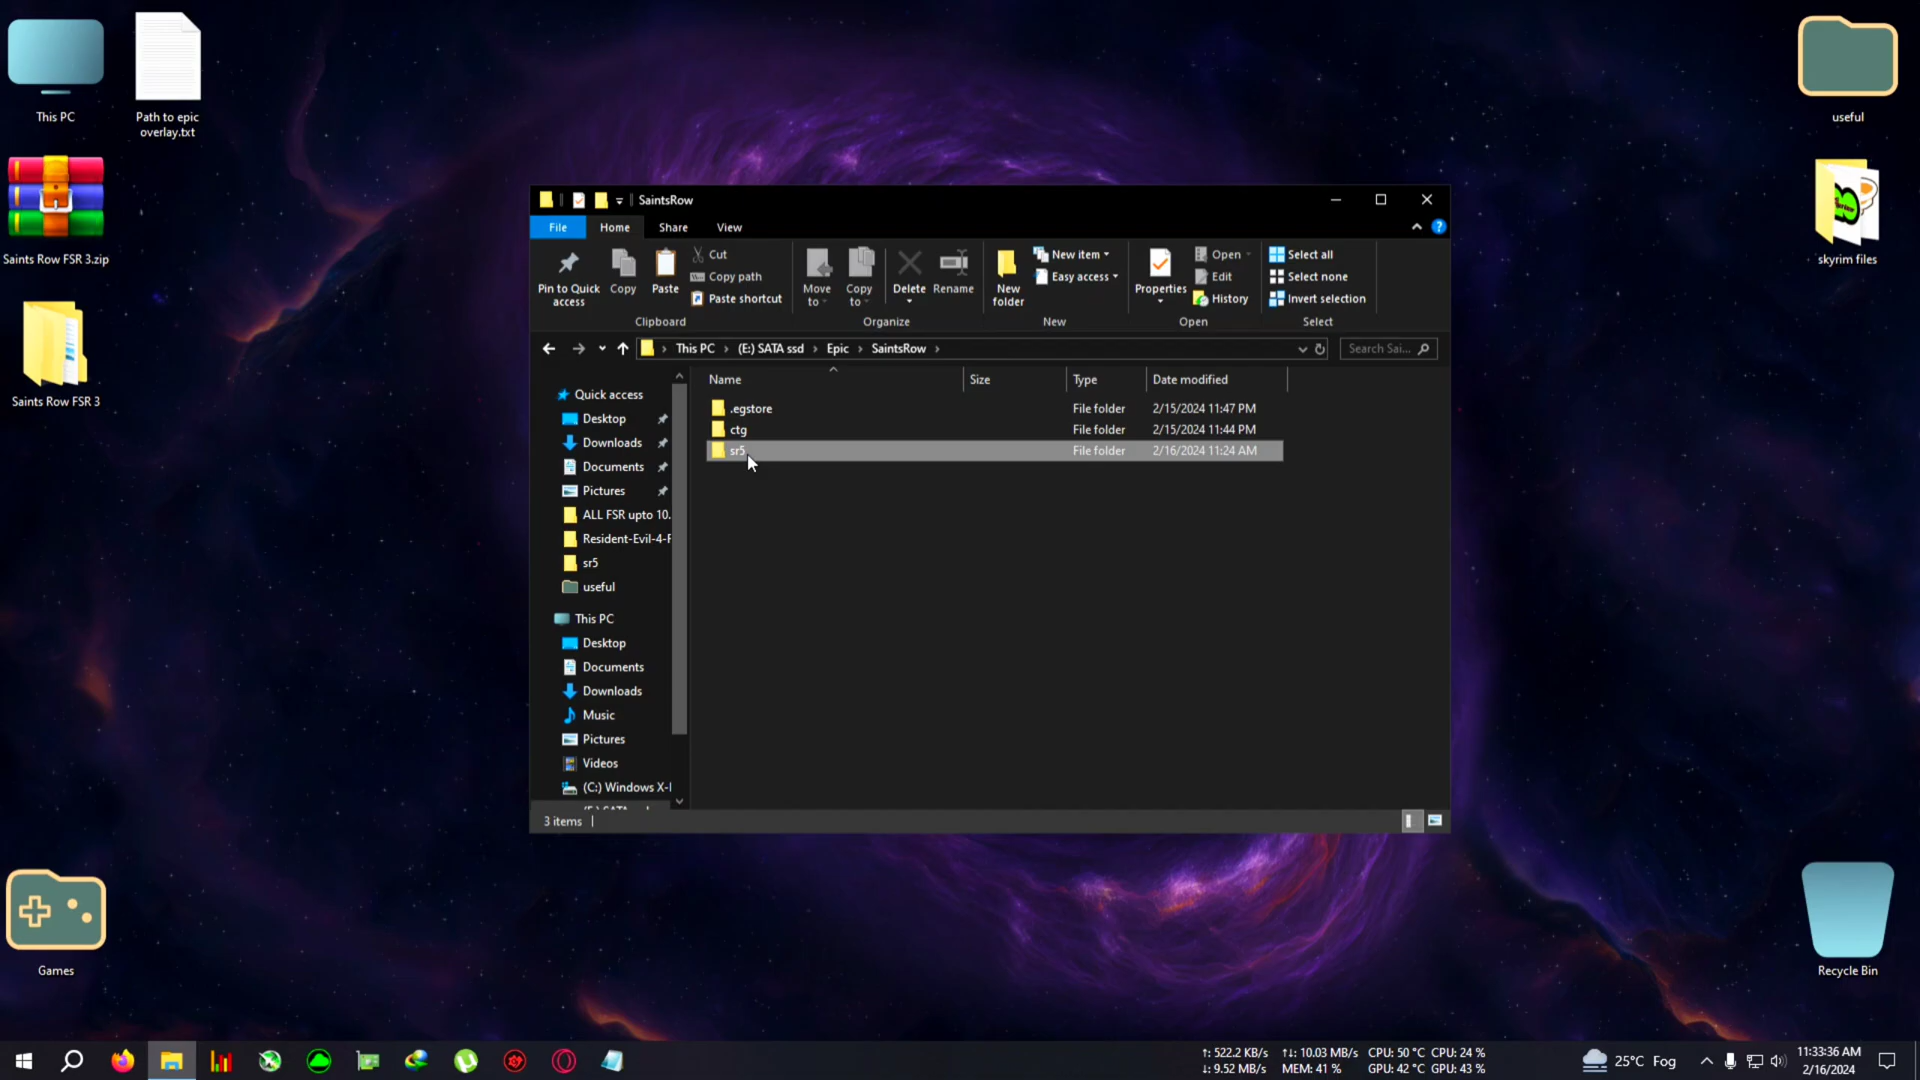 This PC
Path to epic
overlay.txt
Saints Row FSR 3.zip
Saints Row FSR 3
Games
useful
skyrim files
Recycle Bin
SaintsRow
File
Home
Share
View
Pin to Quick
access
Copy
Paste
Cut
Copy path
Paste shortcut
Clipboard
Move
to
Copy
to
Delete
Rename
Organize
New
folder
New item
Easy access
New
Properties
Open
Edit
History
Open
Select all
Select none
Invert selection
Select
This PC > (E:) SATA ssd > Epic > SaintsRow >
Search Sai...
Name
Size
Type
Date modified
.egstore
File folder
2/15/2024 11:47 PM
ctg
File folder
2/15/2024 11:44 PM
sr5
File folder
2/16/2024 11:24 AM
Quick access
Desktop
Downloads
Documents
Pictures
ALL FSR upto 10.
Resident-Evil-4-F
sr5
useful
This PC
Desktop
Documents
Downloads
Music
Pictures
Videos
(C:) Windows X-
3 items
↑: 522.2 KB/s
↓: 9.52 MB/s
↑↓: 10.03 MB/s
MEM: 41 %
CPU: 50 °C
GPU: 42 °C
CPU: 24 %
GPU: 43 %
25°C Fog
11:33:36 AM
2/16/2024